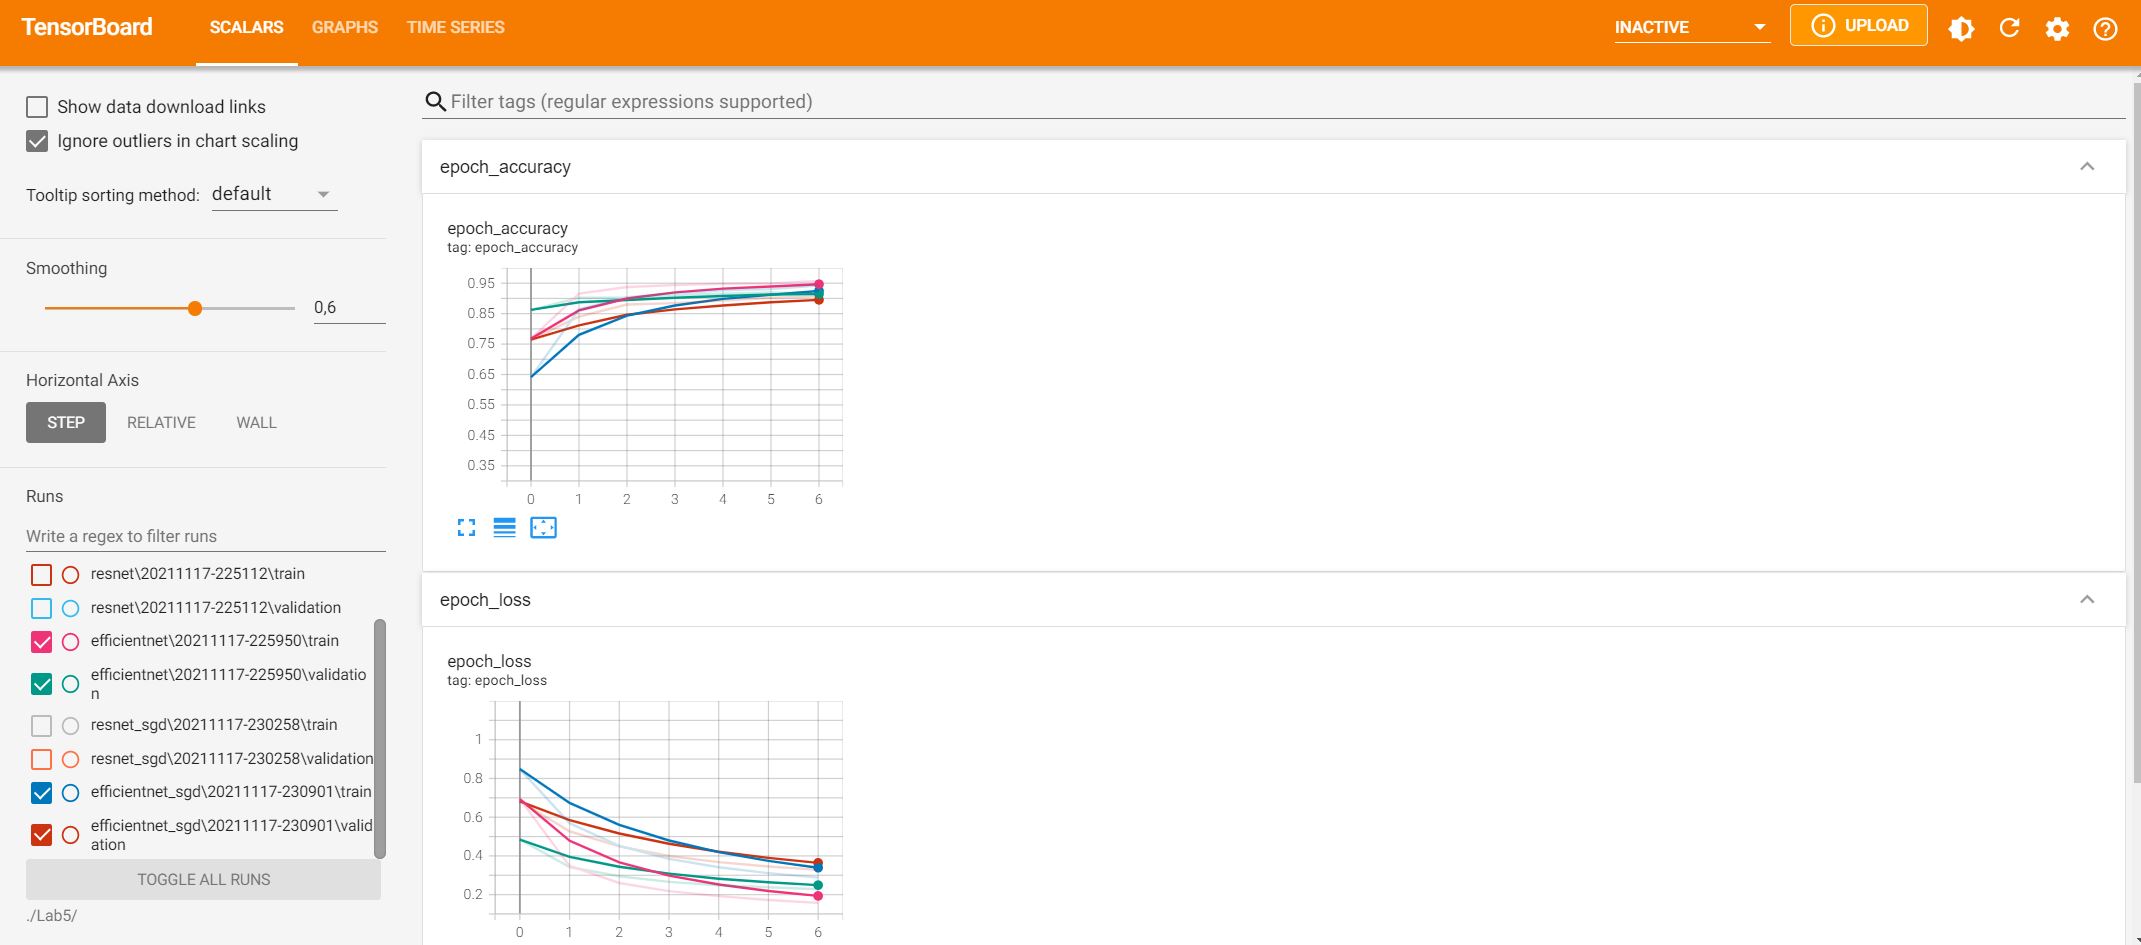 TensorBoard
SCALARS
GRAPHS
TIME SERIES
INACTIVE
UPLOAD
Show data download links
Ignore outliers in chart scaling
Tooltip sorting method: default
Smoothing
0,6
Horizontal Axis
STEP
RELATIVE
WALL
Runs
Write a regex to filter runs
resnet\20211117-225112\train
resnet\20211117-225112\validation
efficientnet\20211117-225950\train
efficientnet\20211117-225950\validatio
n
resnet_sgd\20211117-230258\train
resnet_sgd\20211117-230258\validation
efficientnet_sgd\20211117-230901\train
efficientnet_sgd\20211117-230901\valid
ation
TOGGLE ALL RUNS
./Lab5/
Filter tags (regular expressions supported)
epoch_accuracy
epoch_accuracy
tag: epoch_accuracy
0.95
0.85
0.75
0.65
0.55
0.45
0.35
0 1 2 3 4 5 6
epoch_loss
epoch_loss
tag: epoch_loss
1
0.8
0.6
0.4
0.2
0 1 2 3 4 5 6